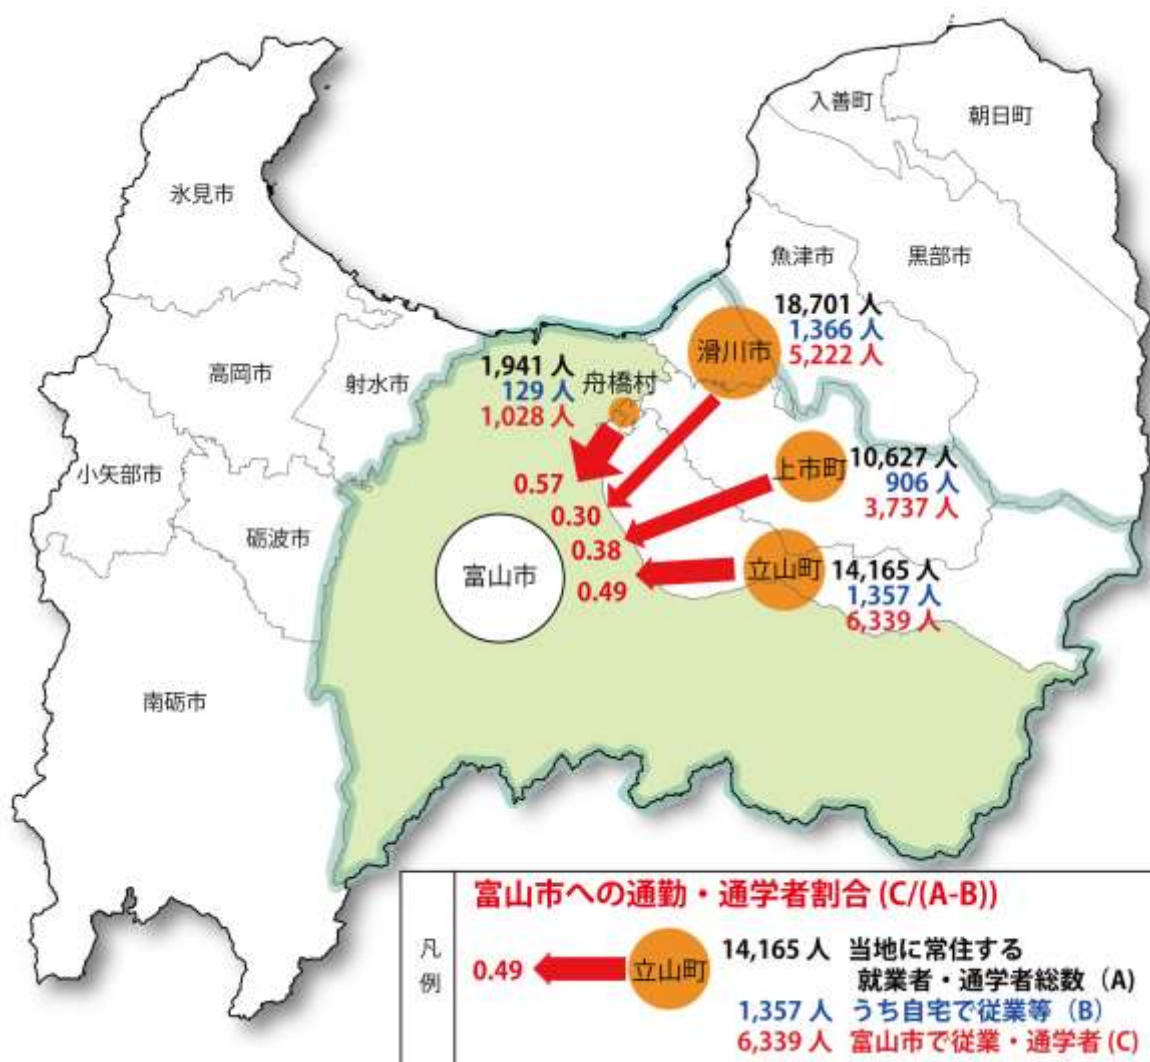 入善町
朝日町
氷見市
魚津市
黒部市
18,701 人
1,366 人
5,222 人
滑川市
高岡市
射水市
1,941 人
129 人
1,028 人
舟橋村
小矢部市
砺波市
上市町
10,627 人
906 人
3,737 人
0.57
0.30
0.38
0.49
富山市
立山町
14,165 人
1,357 人
6,339 人
南砺市
凡例
富山市への通勤・通学者割合 (C/(A-B))
0.49
立山町
14,165 人 当地に常住する
就業者・通学者総数 (A)
1,357 人 うち自宅で従業等 (B)
6,339 人 富山市で従業・通学者 (C)